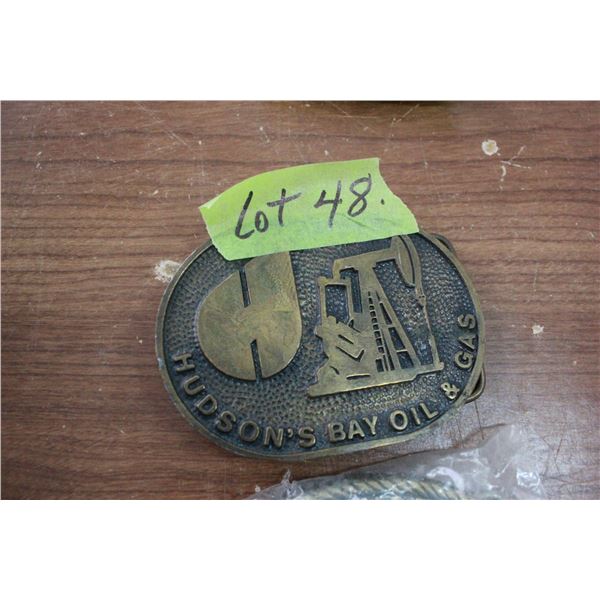 Lot 48.
HUDSON'S BAY OIL & GAS